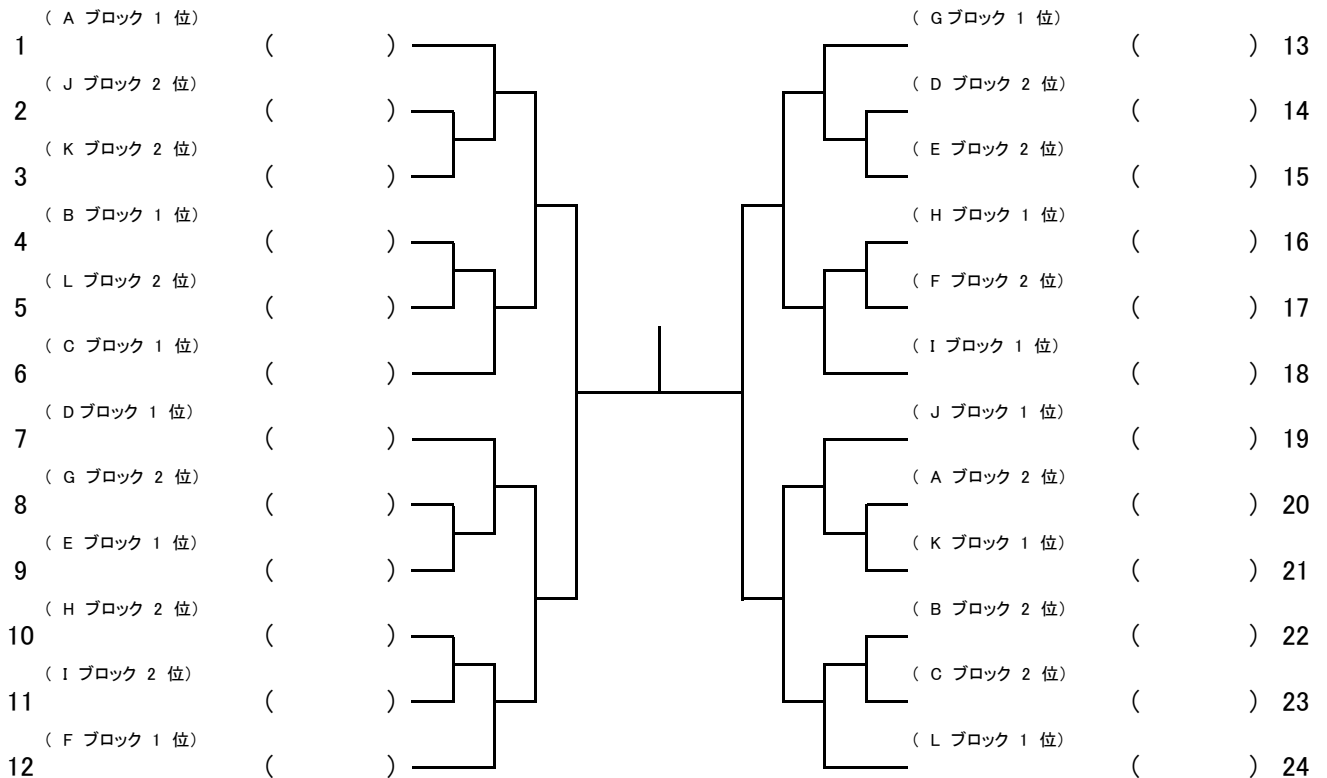 ( A ブロック 1 位)
1 ( )
( J ブロック 2 位)
2 ( )
( K ブロック 2 位)
3 ( )
( B ブロック 1 位)
4 ( )
( L ブロック 2 位)
5 ( )
( C ブロック 1 位)
6 ( )
( D ブロック 1 位)
7 ( )
( G ブロック 2 位)
8 ( )
( E ブロック 1 位)
9 ( )
( H ブロック 2 位)
10 ( )
( I ブロック 2 位)
11 ( )
( F ブロック 1 位)
12 ( )
( G ブロック 1 位)
( ) 13
( D ブロック 2 位)
( ) 14
( E ブロック 2 位)
( ) 15
( H ブロック 1 位)
( ) 16
( F ブロック 2 位)
( ) 17
( I ブロック 1 位)
( ) 18
( J ブロック 1 位)
( ) 19
( A ブロック 2 位)
( ) 20
( K ブロック 1 位)
( ) 21
( B ブロック 2 位)
( ) 22
( C ブロック 2 位)
( ) 23
( L ブロック 1 位)
( ) 24